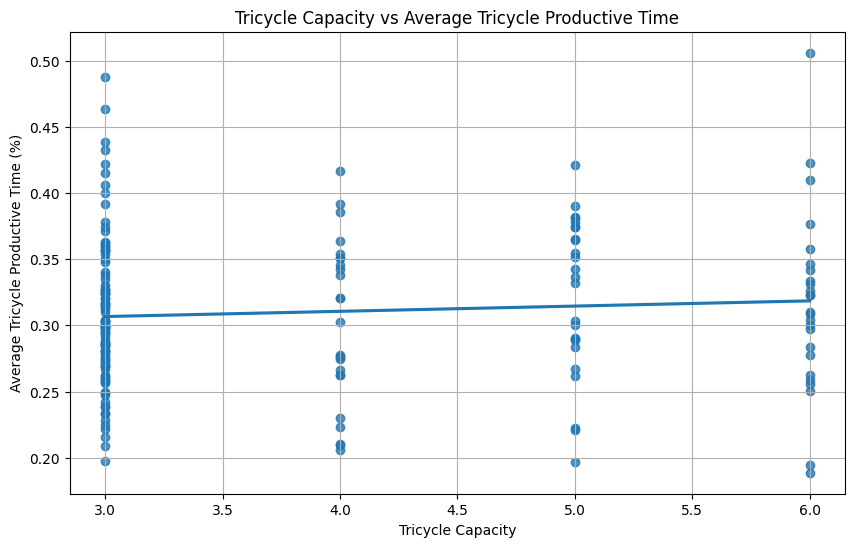 Tricycle Capacity vs Average Tricycle Productive Time
Average Tricycle Productive Time (%)
0.50
0.45
0.40
0.35
0.30
0.25
0.20
3.0 3.5 4.0 4.5 5.0 5.5 6.0
Tricycle Capacity